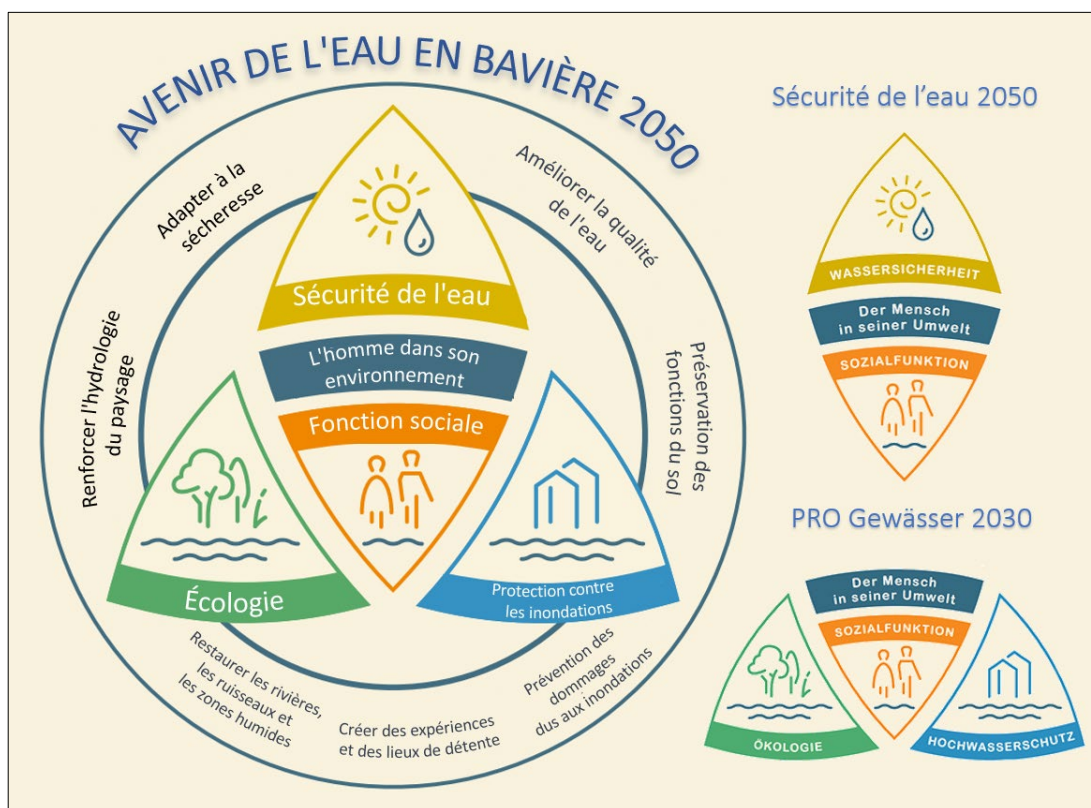 AVENIR DE L'EAU EN BAVIÈRE 2050
Adapter à la
sécheresse
Améliorer la qualité
de l'eau
Renforcer l'hydrologie
du paysage
Préservation des
fonctions du sol
Sécurité de l'eau
L'homme dans son
environnement
Fonction sociale
Écologie
Protection contre
les inondations
Restaurer les rivières,
les ruisseaux et
les zones humides
Créer des expériences
et des lieux de détente
Prévention des
dommages
dus aux inondations
Sécurité de l’eau 2050
WASSERSICHERHEIT
Der Mensch
in seiner Umwelt
SOZIALFUNKTION
PRO Gewässer 2030
Der Mensch
in seiner Umwelt
SOZIALFUNKTION
ÖKOLOGIE
HOCHWASSERSCHUTZ